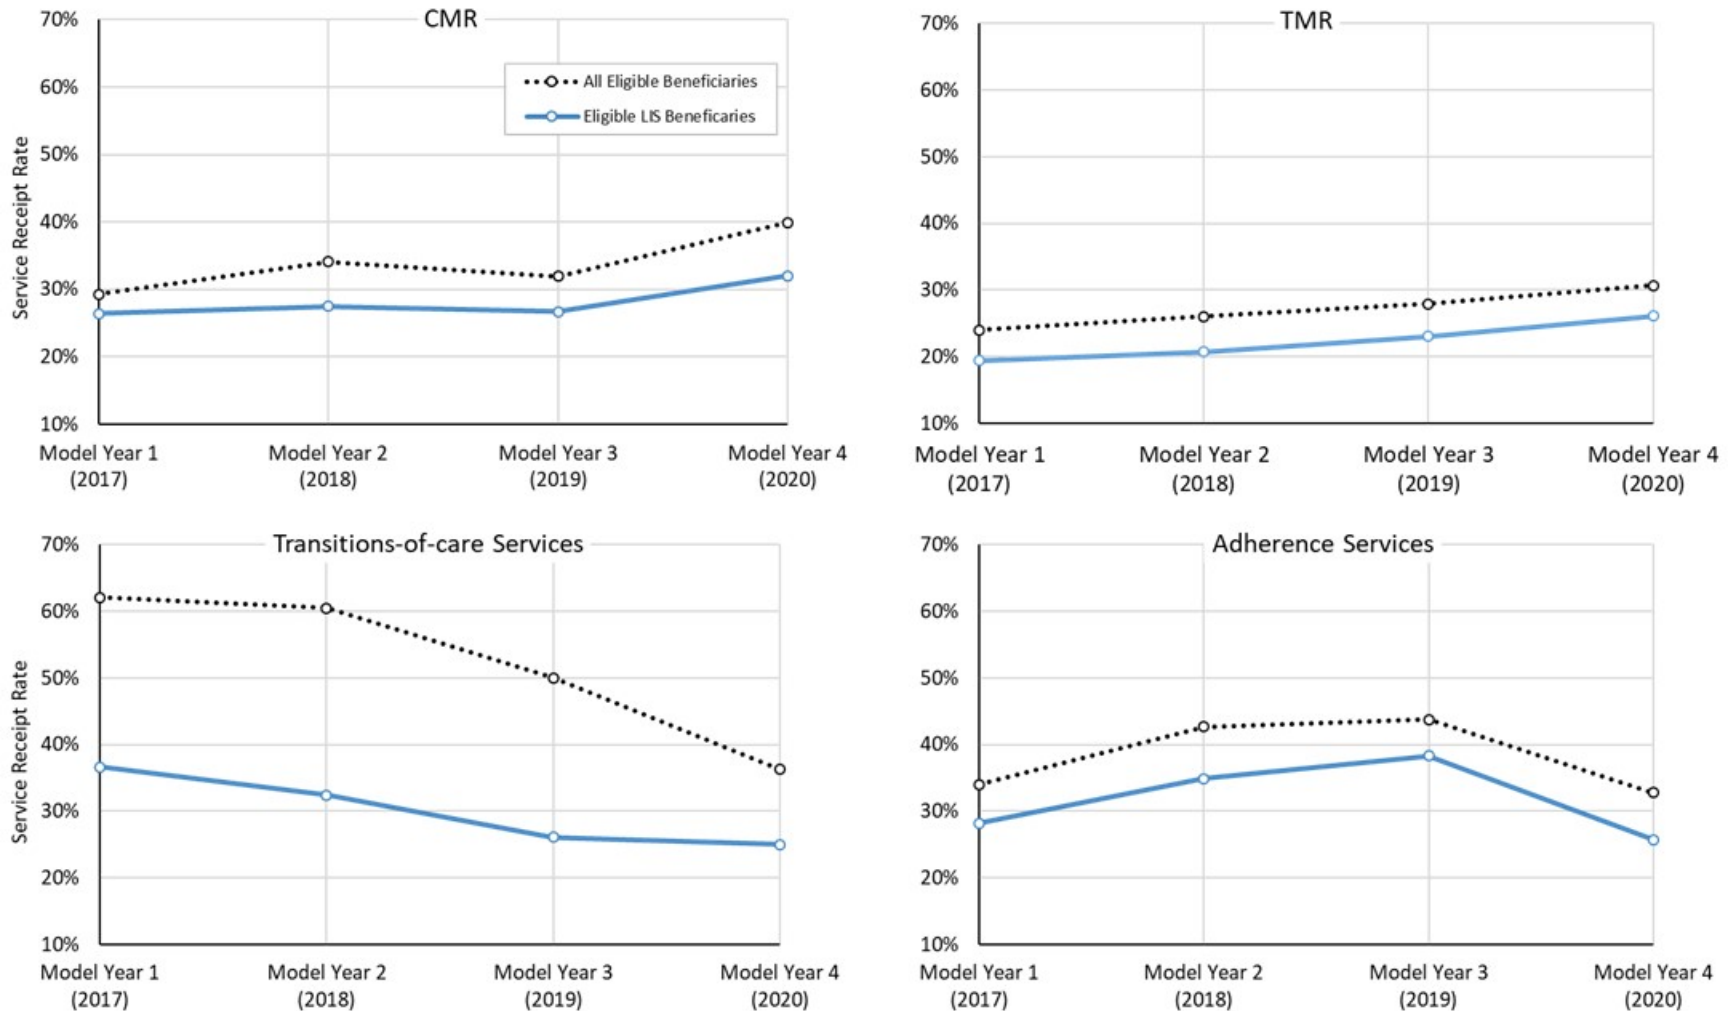 CMR
70%
60%
50%
40%
30%
20%
10%
Service Receipt Rate
All Eligible Beneficiaries
Eligible LIS Beneficaries
Model Year 1
(2017)
Model Year 2
(2018)
Model Year 3
(2019)
Model Year 4
(2020)
TMR
70%
60%
50%
40%
30%
20%
10%
Model Year 1
(2017)
Model Year 2
(2018)
Model Year 3
(2019)
Model Year 4
(2020)
Transitions-of-care Services
70%
60%
50%
40%
30%
20%
10%
Service Receipt Rate
Model Year 1
(2017)
Model Year 2
(2018)
Model Year 3
(2019)
Model Year 4
(2020)
Adherence Services
70%
60%
50%
40%
30%
20%
10%
Model Year 1
(2017)
Model Year 2
(2018)
Model Year 3
(2019)
Model Year 4
(2020)